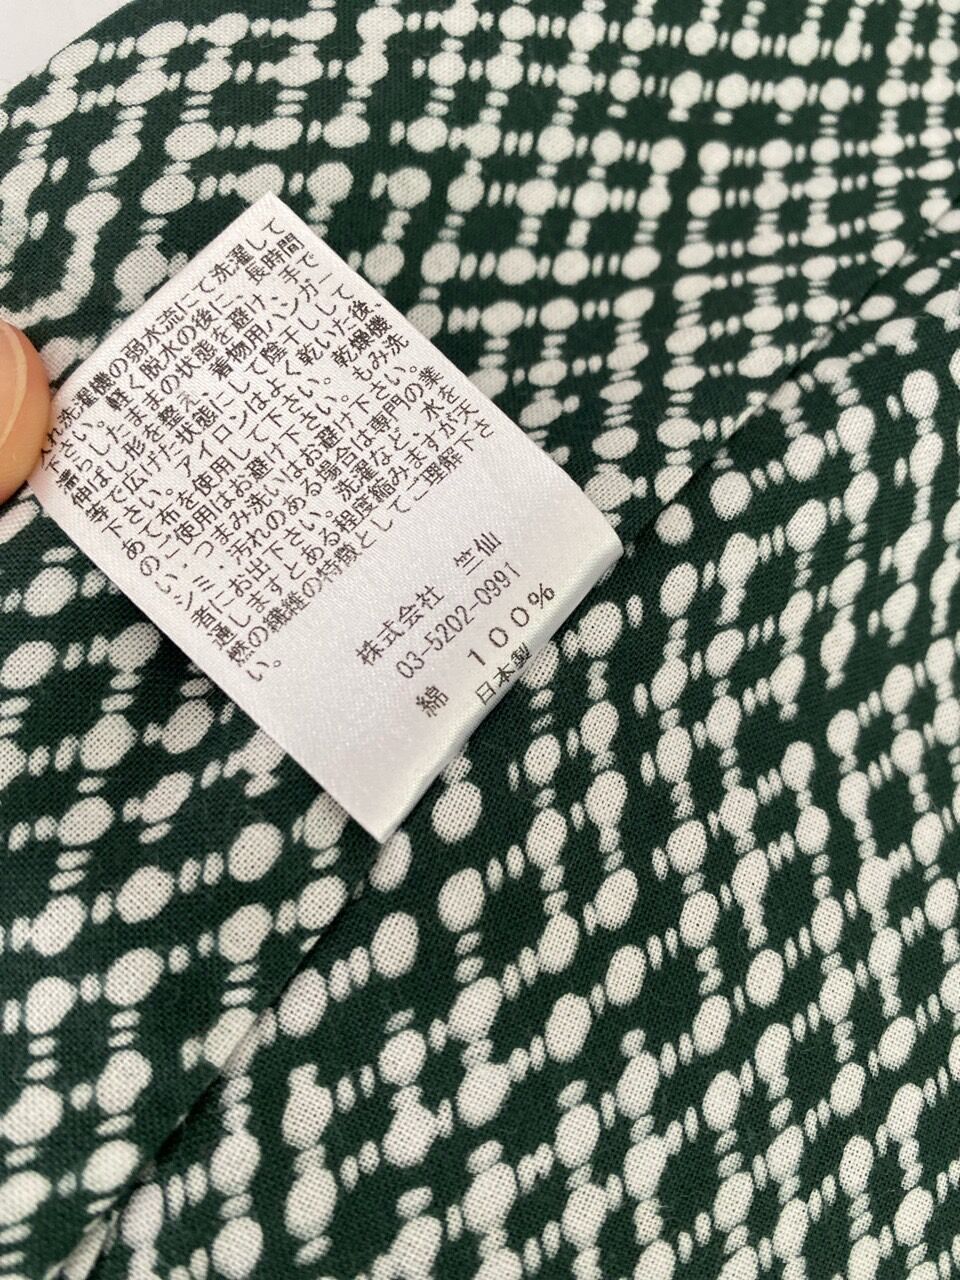 入れ洗濯機の弱水流にて洗濯して
下さい。軽く脱水の後に、長時間
濡らしたままの状態を避け、手で
伸ばし形を整え、着物用ハンガー
等で広げた状態にして陰干しして
下さい。アイロンはよく乾いた後
あて布を使用して下さい。乾燥機
のご使用はお避け下さい。もみ洗
い・つまみ洗いはお避け下さい。
シミ・汚れのある場合は専門の業
者にお出下さい。洗濯など、水を
通しますとある程度縮みますが天
然の繊維の特徴としてご理解下さ
い。
株式会社 竺仙
03-5202-0991
綿 100%
日本製